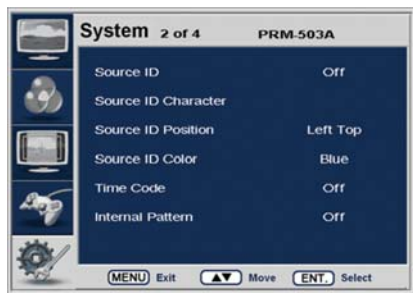 System 2 of 4 PRM-503A
Source ID Off
Source ID Character
Source ID Position Left Top
Source ID Color Blue
Time Code Off
Internal Pattern Off
MENU Exit ▲▼ Move ENT. Select